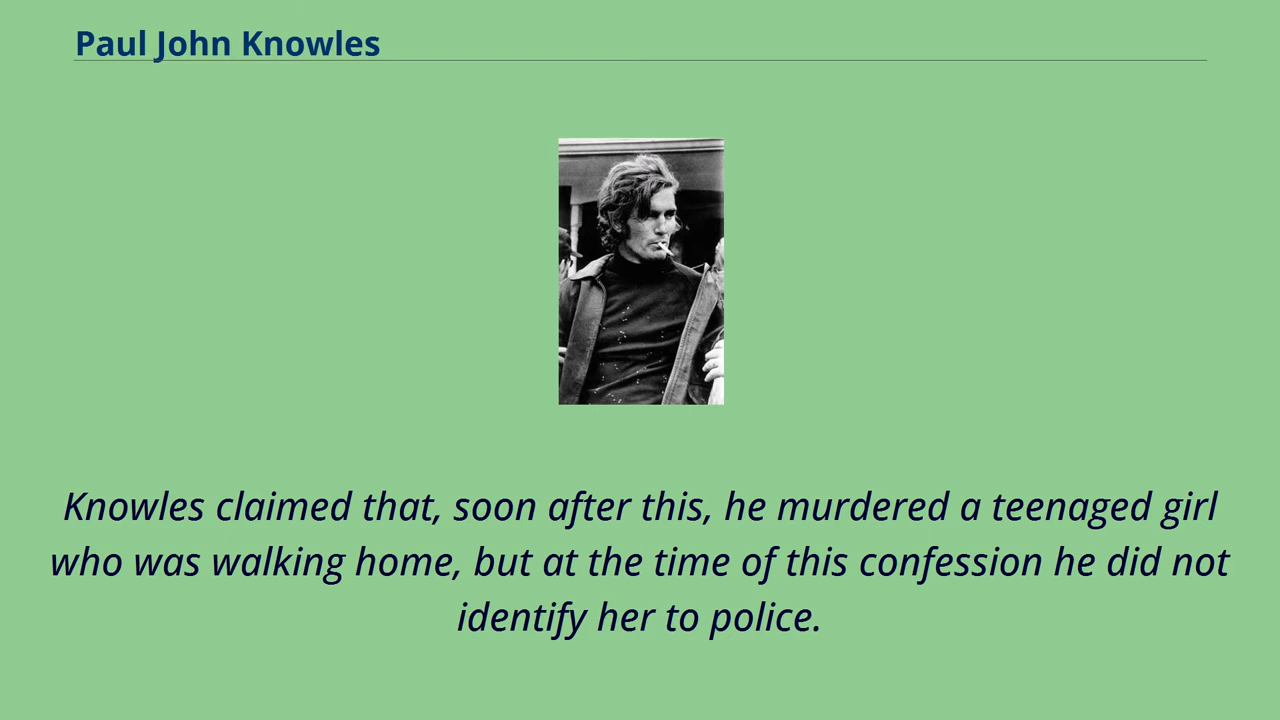 Paul John Knowles
Knowles claimed that, soon after this, he murdered a teenaged girl
who was walking home, but at the time of this confession he did not
identify her to police.